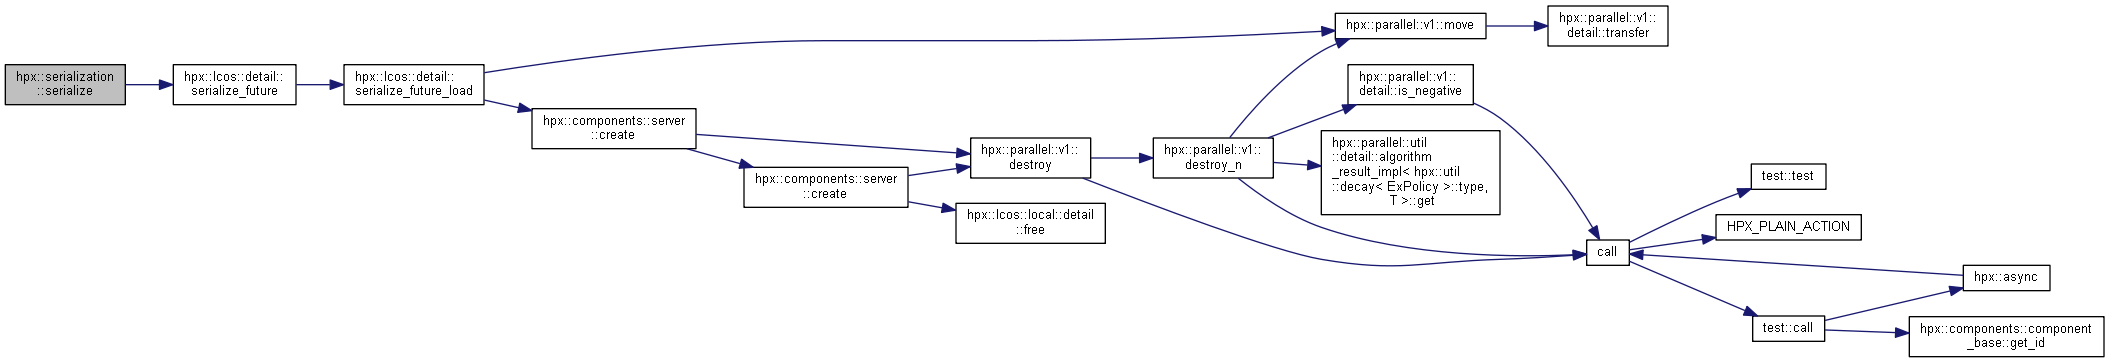 hpx::serialization
::serialize
hpx::lcos::detail::
serialize_future
hpx::lcos::detail::
serialize_future_load
hpx::parallel::v1::move
hpx::parallel::v1::
detail::transfer
hpx::components::server
::create
hpx::components::server
::create
hpx::lcos::local::detail
::free
hpx::parallel::v1::
destroy
hpx::parallel::v1::
destroy_n
hpx::parallel::v1::
detail::is_negative
hpx::parallel::util
::detail::algorithm
_result_impl< hpx::util
::decay< ExPolicy >::type,
T >::get
call
test::test
HPX_PLAIN_ACTION
test::call
hpx::async
hpx::components::component
_base::get_id